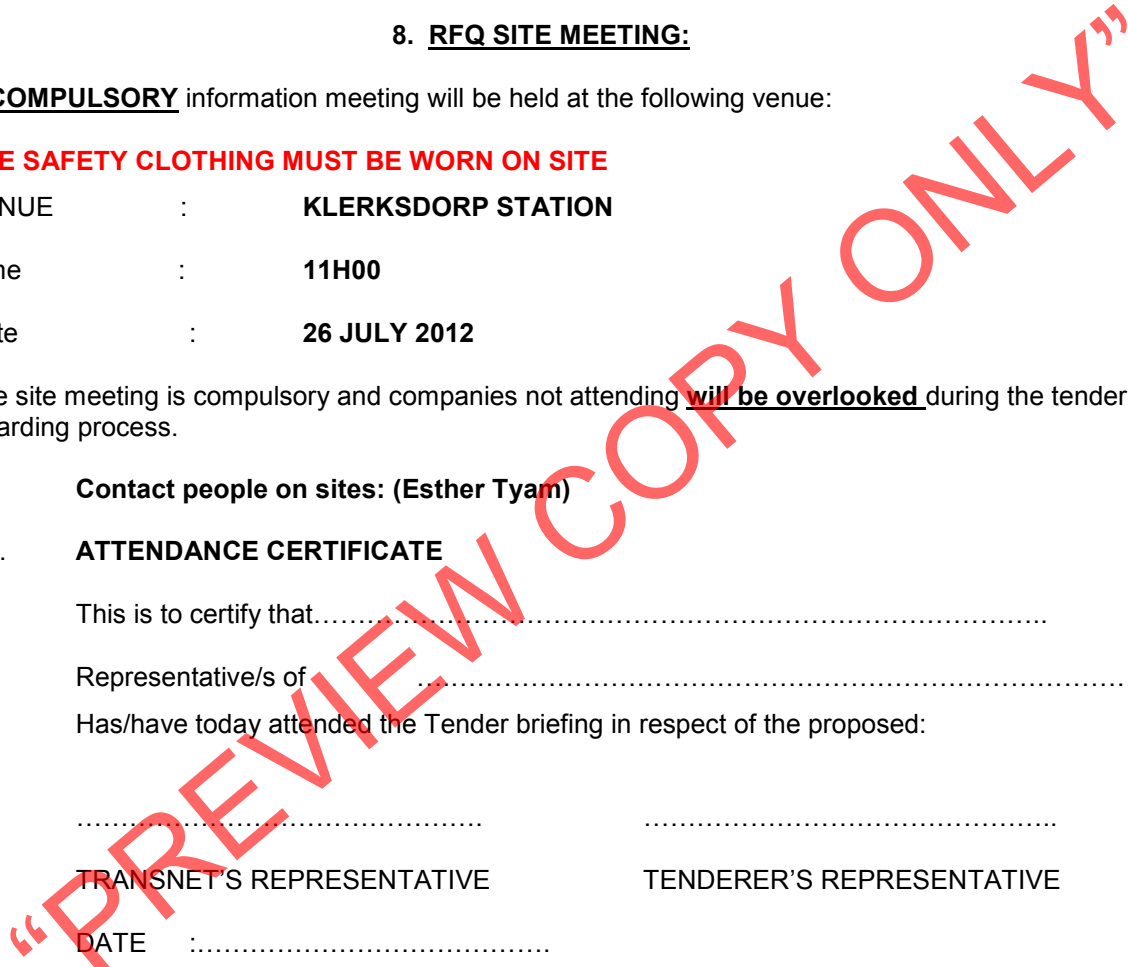 8. RFQ SITE MEETING:
COMPULSORY information meeting will be held at the following venue:
E SAFETY CLOTHING MUST BE WORN ON SITE
NUE : KLERKSDORP STATION
ne : 11H00
te : 26 JULY 2012
e site meeting is compulsory and companies not attending will be overlooked during the tender
arding process.
Contact people on sites: (Esther Tyam)
. ATTENDANCE CERTIFICATE
This is to certify that…………………………………………………………………………..
Representative/s of ……………………………………………………………………….
Has/have today attended the Tender briefing in respect of the proposed:
………………………………………. ………………………………………..
TRANSNET’S REPRESENTATIVE TENDERER’S REPRESENTATIVE
DATE :………………………………….
“PREVIEW COPY ONLY”